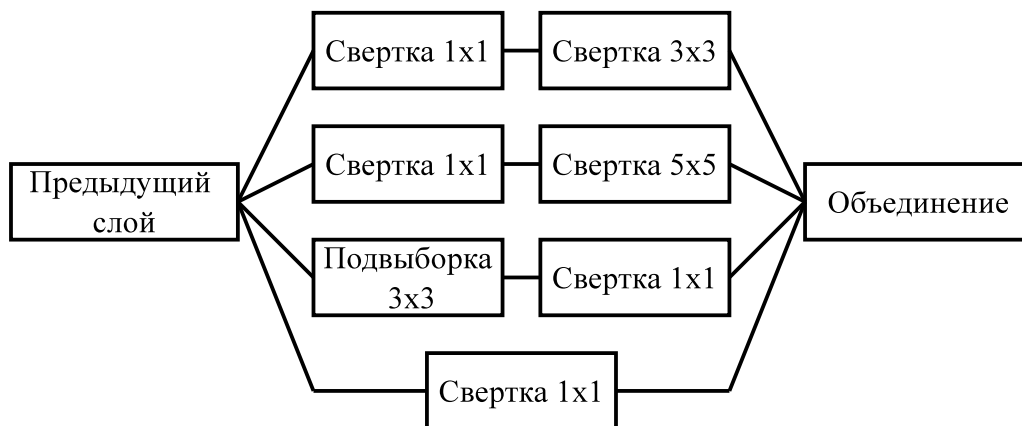 Свертка 1x1
Свертка 3x3
Свертка 1x1
Свертка 5x5
Предыдущий
слой
Объединение
Подвыборка
3x3
Свертка 1x1
Свертка 1x1